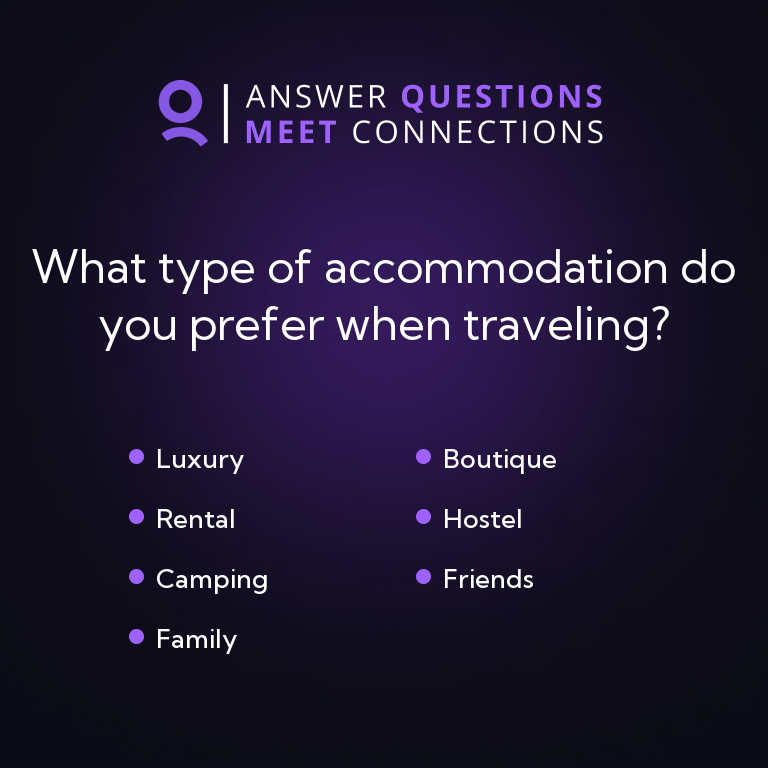 ANSWER QUESTIONS
MEET CONNECTIONS
What type of accommodation do
you prefer when traveling?
Luxury
Boutique
Rental
Hostel
Camping
Friends
Family